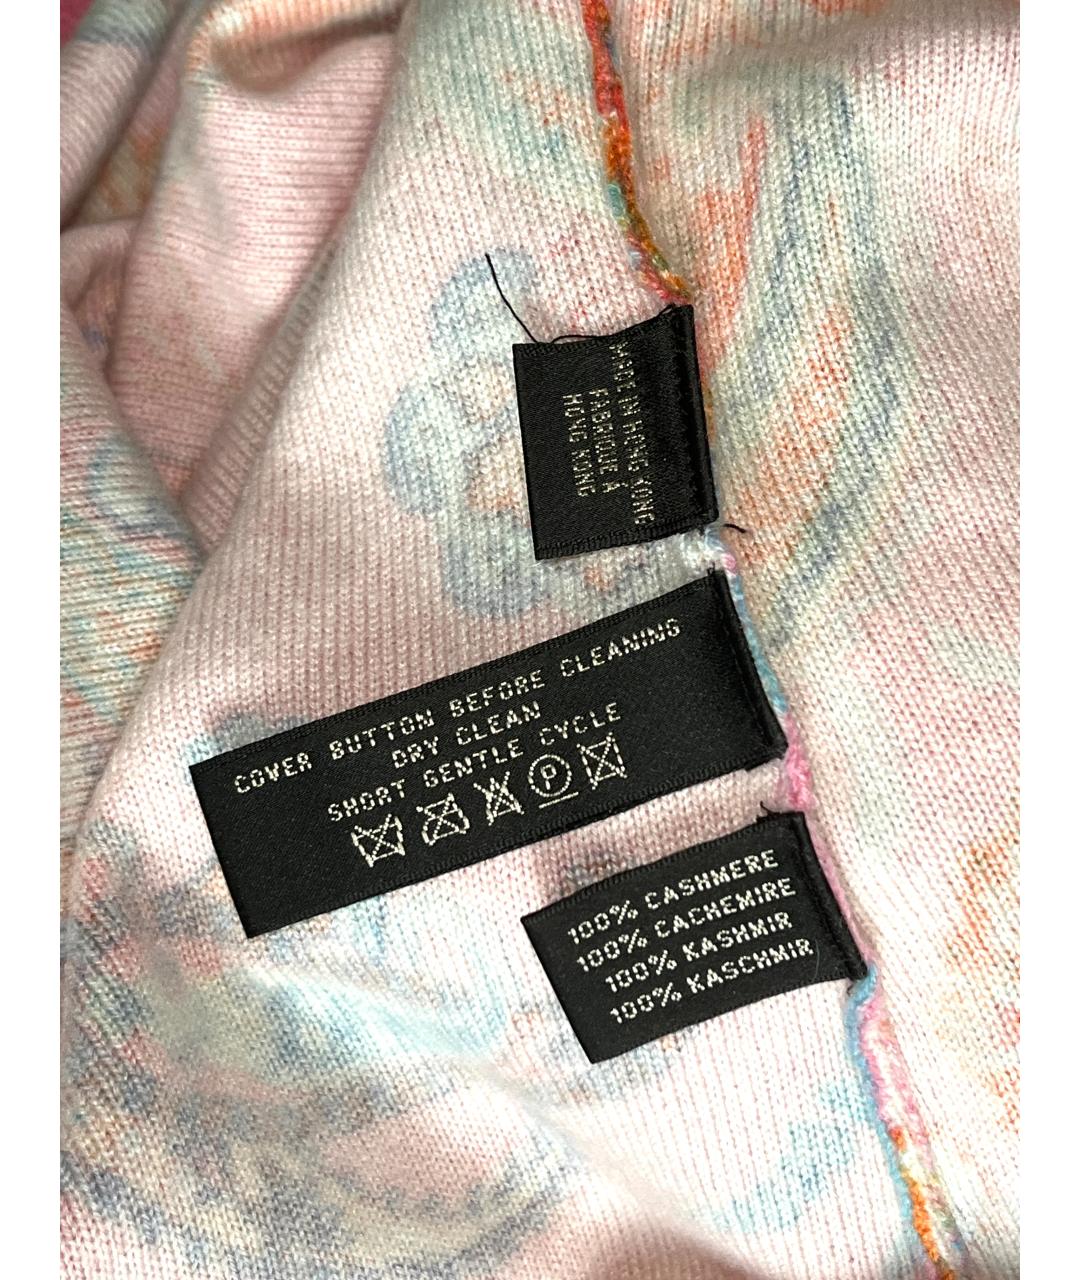 MADE IN HONG KONG
FABRIQUE À
HONG KONG
COVER BUTTON BEFORE CLEANING
DRY CLEAN
SHORT GENTLE CYCLE
P
100% CASHMERE
100% CACHEMIRE
100% KASHMIR
100% KASCHMIR